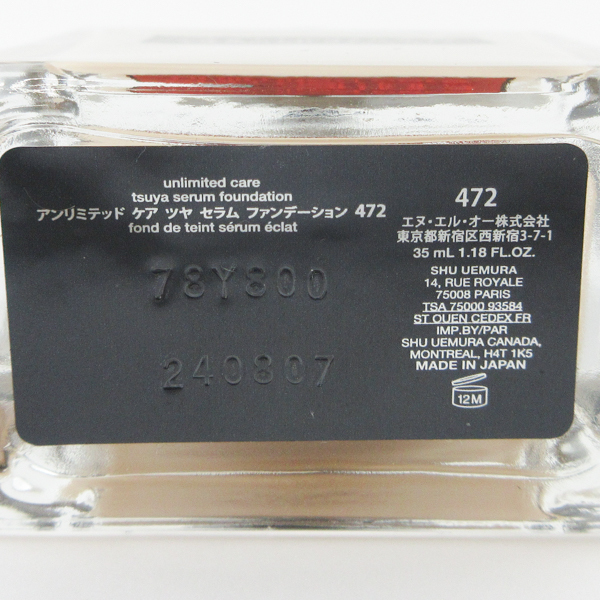 unlimited care
tsuya serum foundation
アンリミテッド ケア ツヤ セラム ファンデーション 472
fond de teint sérum éclat
78Y800
240807
472
エヌ・エル・オー株式会社
東京都新宿区西新宿3-7-1
35 mL 1.18 FL.OZ.
SHU UEMURA
14, RUE ROYALE
75008 PARIS
TSA 75000 93584
ST OUEN CEDEX FR
IMP.BY/PAR
SHU UEMURA CANADA,
MONTREAL, H4T 1K5
MADE IN JAPAN
12M